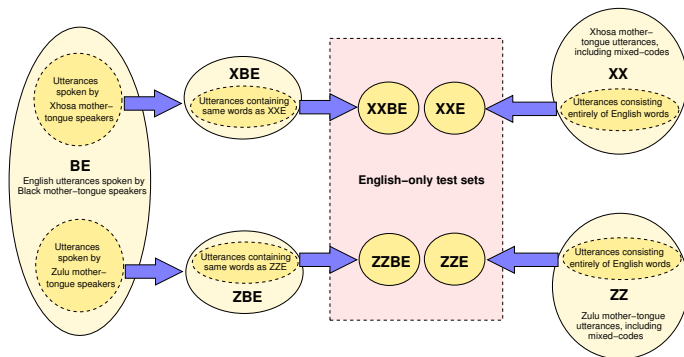 Utterances
spoken by
Xhosa mother-
tongue speakers
BE
English utterances spoken by
Black mother-tongue speakers
Utterances
spoken by
Zulu mother-
tongue speakers
XBE
Utterances containing
same words as XXE
Utterances containing
same words as ZZE
ZBE
XXBE
XXE
English-only test sets
ZZBE
ZZE
Xhosa mother-
tongue utterances,
including mixed-codes
XX
Utterances consisting
entirely of English words
Utterances consisting
entirely of English words
ZZ
Zulu mother-tongue
utterances, including
mixed-codes